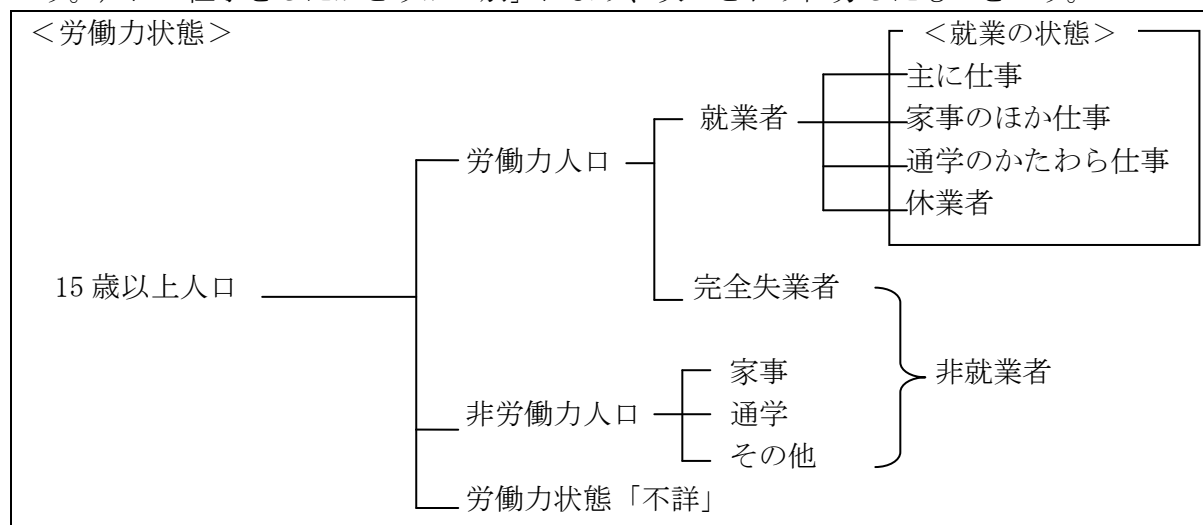 ＜労働力状態＞
＜就業の状態＞
主に仕事
就業者
家事のほか仕事
労働力人口
通学のかたわら仕事
休業者
15歳以上人口
完全失業者
家事
非就業者
非労働力人口
通学
その他
労働力状態「不詳」